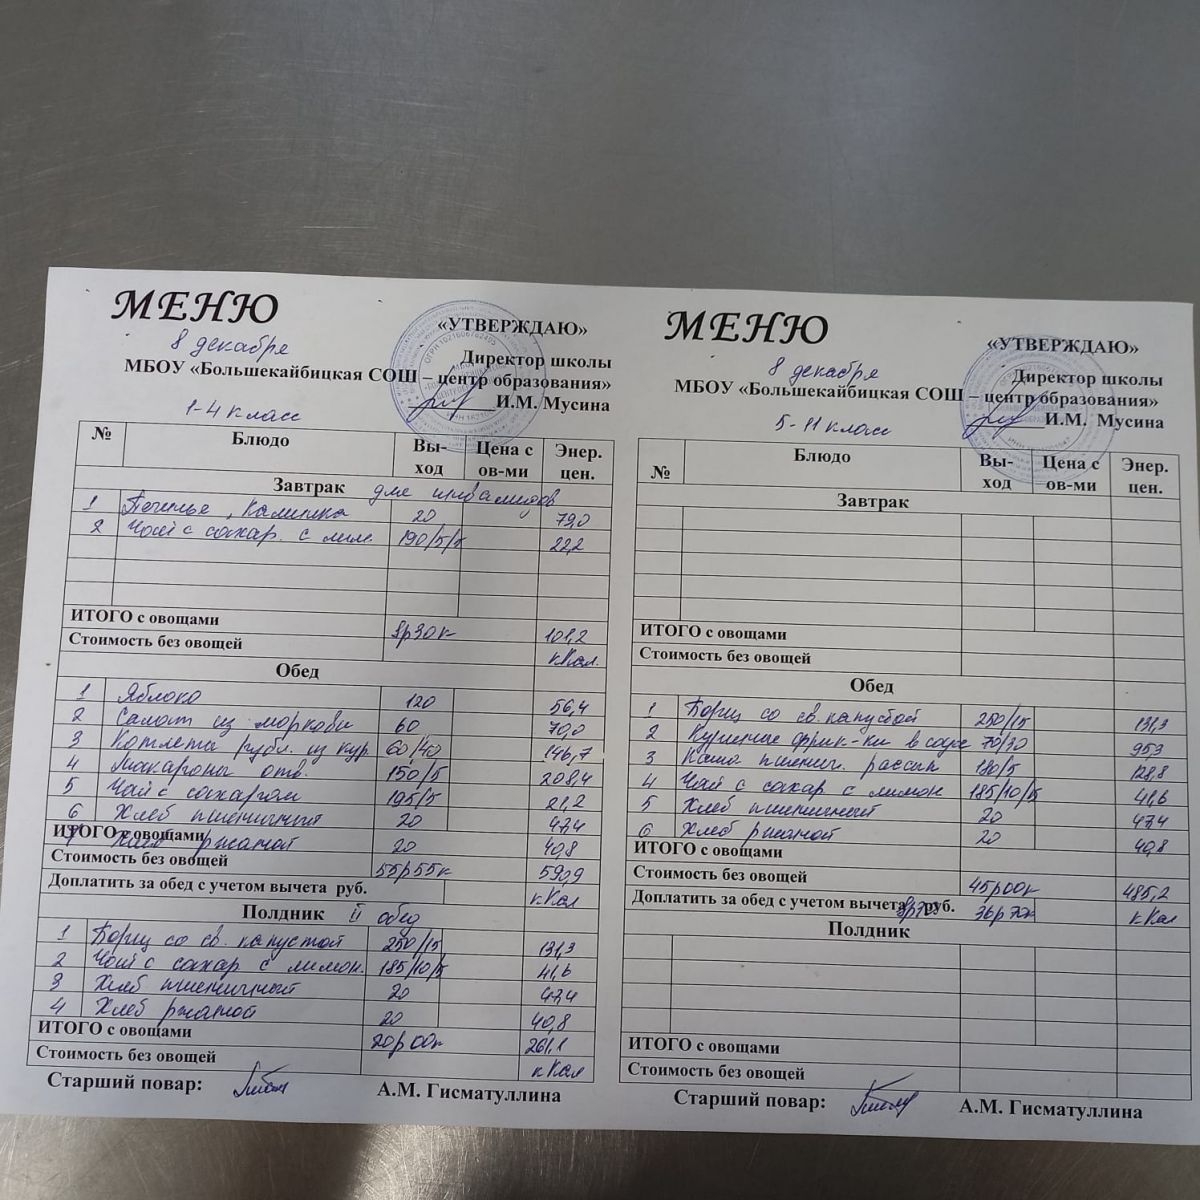 МЕНЮ
8 декабря
«УТВЕРЖДАЮ»
Директор школы
МБОУ «Большекайбицкая СОШ – центр образования»
И.М. Мусина
1-4 класс
№ Блюдо Вы-ход Цена с ов-ми Энер. цен.
Завтрак для инвалидов
1 Печенье, Калинка 20 79,0
2 Чай с сахар. с лим. 190/5/5 22,2
ИТОГО с овощами
Стоимость без овощей 8р30к 101,2 кКал.
Обед
1 Яблоко 120 56,4
2 Салат из моркови 60 70,0
3 Котлета рубл. из кур. 60/40 146,7
4 Макароны отв. 150/5 208,4
5 Чай с сахаром 195/5 21,2
6 Хлеб пшеничный 20 47,4
7 Хлеб ржаной 20 40,8
ИТОГО с овощами
Стоимость без овощей 55р55к 590,9
Доплатить за обед с учетом вычета руб. кКал
Полдник II обед
1 Борщ со св. капустой 250/15 131,3
2 Чай с сахар с лимон. 185/10/5 41,6
3 Хлеб пшеничный 20 47,4
4 Хлеб ржаной 20 40,8
ИТОГО с овощами 20р00к 261,1
Стоимость без овощей кКал
Старший повар: А.М. Гисматуллина
МЕНЮ
8 декабря
«УТВЕРЖДАЮ»
Директор школы
МБОУ «Большекайбицкая СОШ – центр образования»
И.М. Мусина
5-11 класс
№ Блюдо Вы-ход Цена с ов-ми Энер. цен.
Завтрак
ИТОГО с овощами
Стоимость без овощей
Обед
1 Борщ со св. капустой 250/15 131,3
2 Куриные фрик-ки в соусе 70/30 95,3
3 Каша пшенич. рассып 180/5 128,8
4 Чай с сахар с лимон 185/10/5 41,6
5 Хлеб пшеничный 20 47,4
6 Хлеб ржаной 20 40,8
ИТОГО с овощами
Стоимость без овощей 45р00к 485,2
Доплатить за обед с учетом вычета руб. 36р70к кКал
Полдник
ИТОГО с овощами
Стоимость без овощей
Старший повар: А.М. Гисматуллина